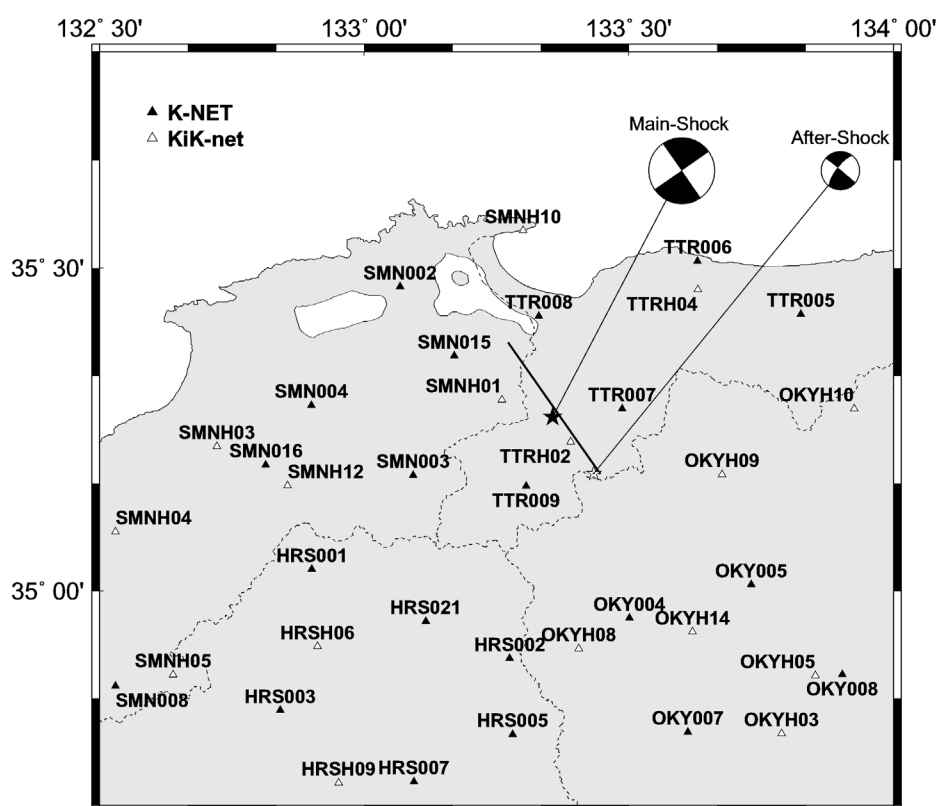 132° 30'
133° 00'
133° 30'
134° 00'
K-NET
KiK-net
Main-Shock
After-Shock
SMNH10
35° 30'
TTR006
SMN002
TTR008
TTRH04
TTR005
SMN015
SMNH01
SMN004
TTR007
OKYH10
SMNH03
SMN016
SMNH12
SMN003
TTRH02
OKYH09
TTR009
SMNH04
HRS001
35° 00'
OKY005
HRS021
OKY004
OKYH14
HRSH06
HRS002
OKYH08
SMNH05
OKYH05
SMN008
HRS003
OKY008
HRS005
OKY007
OKYH03
HRSH09
HRS007